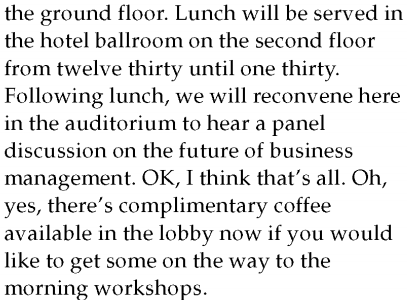 the ground floor. Lunch will be served in
the hotel ballroom on the second floor
from twelve thirty until one thirty.
Following lunch, we will reconvene here
in the auditorium to hear a panel
discussion on the future of business
management. OK, I think that’s all. Oh,
yes, there’s complimentary coffee
available in the lobby now if you would
like to get some on the way to the
morning workshops.